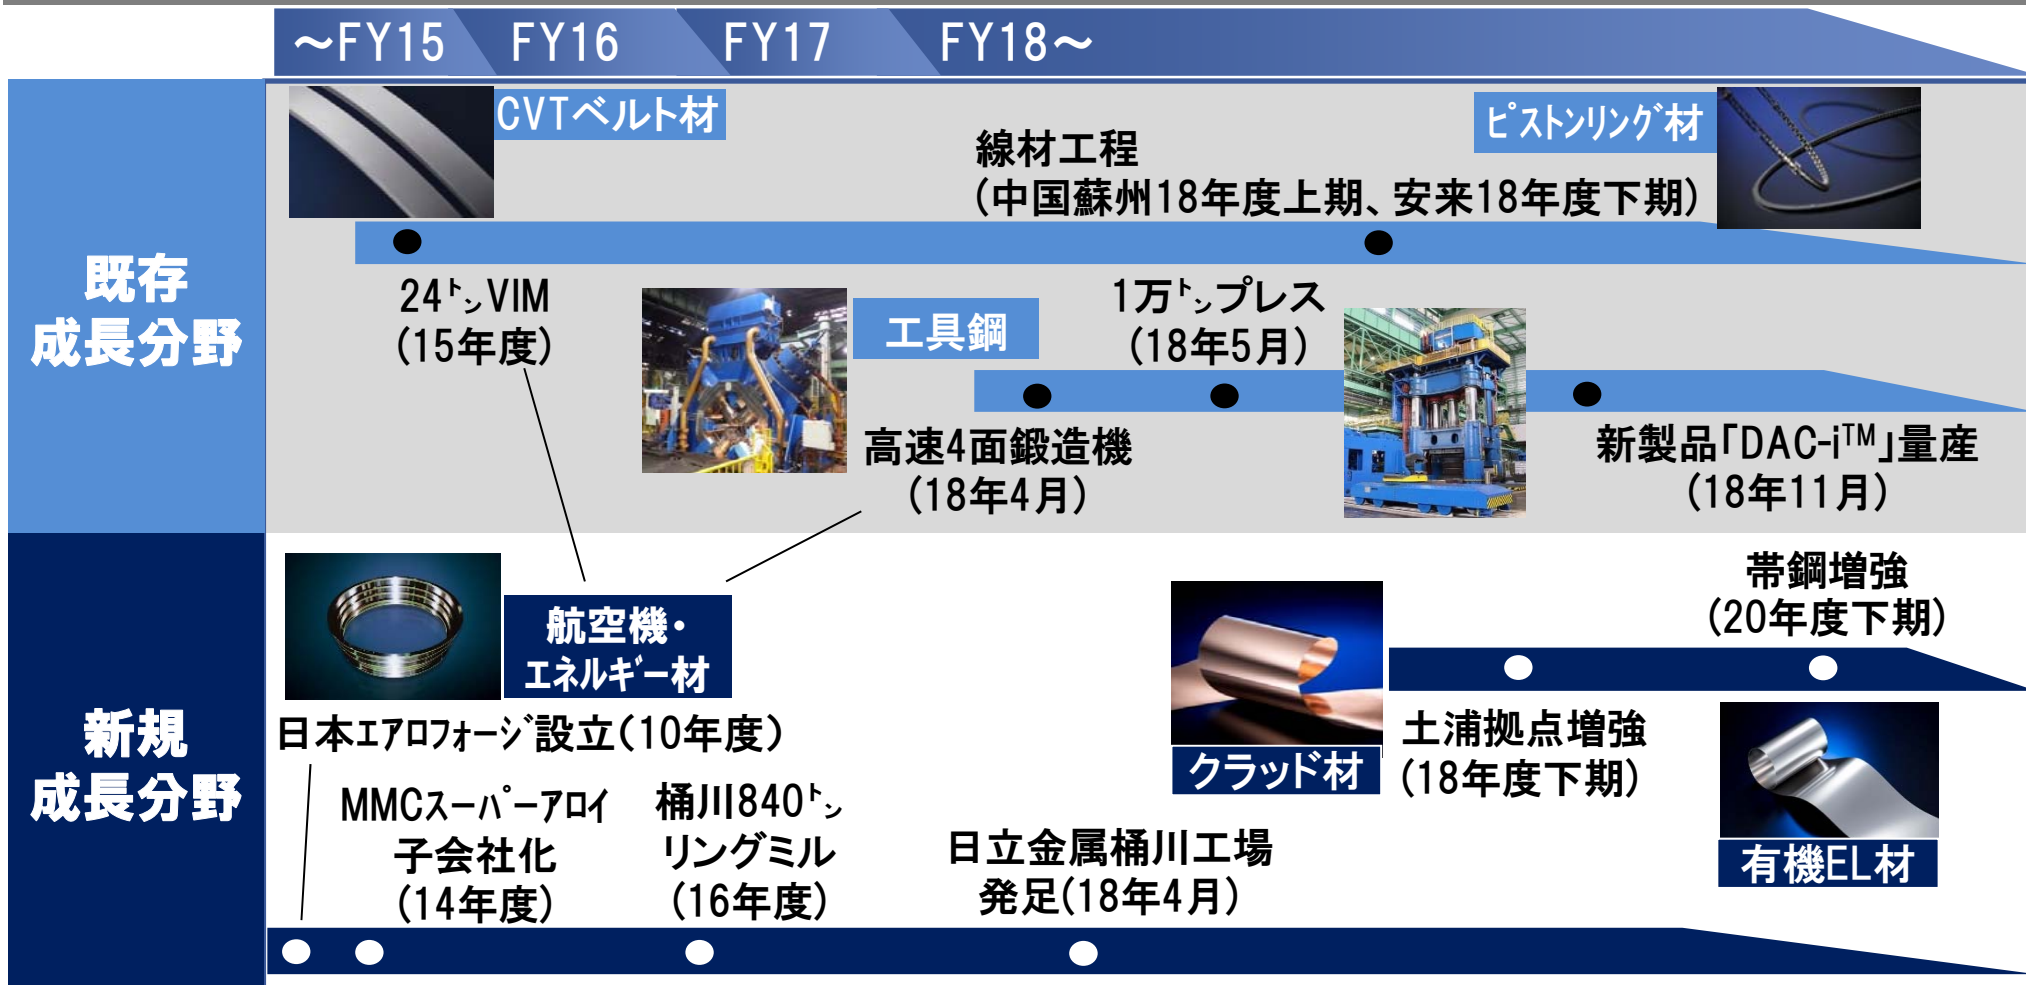 ～FY15
FY16
FY17
FY18～
既存
成長分野
CVTベルト材
線材工程
(中国蘇州18年度上期、安来18年度下期)
ﾋﾟｽﾄﾝﾘﾝｸﾞ材
24㌧VIM
(15年度)
工具鋼
1万㌧プレス
(18年5月)
高速4面鍛造機
(18年4月)
新製品｢DAC-i™｣量産
(18年11月)
新規
成長分野
航空機・
ｴﾈﾙｷﾞｰ材
日本ｴｱﾛﾌｫｰｼﾞ設立(10年度)
MMCｽｰﾊﾟｰｱﾛｲ
子会社化
(14年度)
桶川840㌧
リングミル
(16年度)
日立金属桶川工場
発足(18年4月)
クラッド材
土浦拠点増強
(18年度下期)
帯鋼増強
(20年度下期)
有機EL材